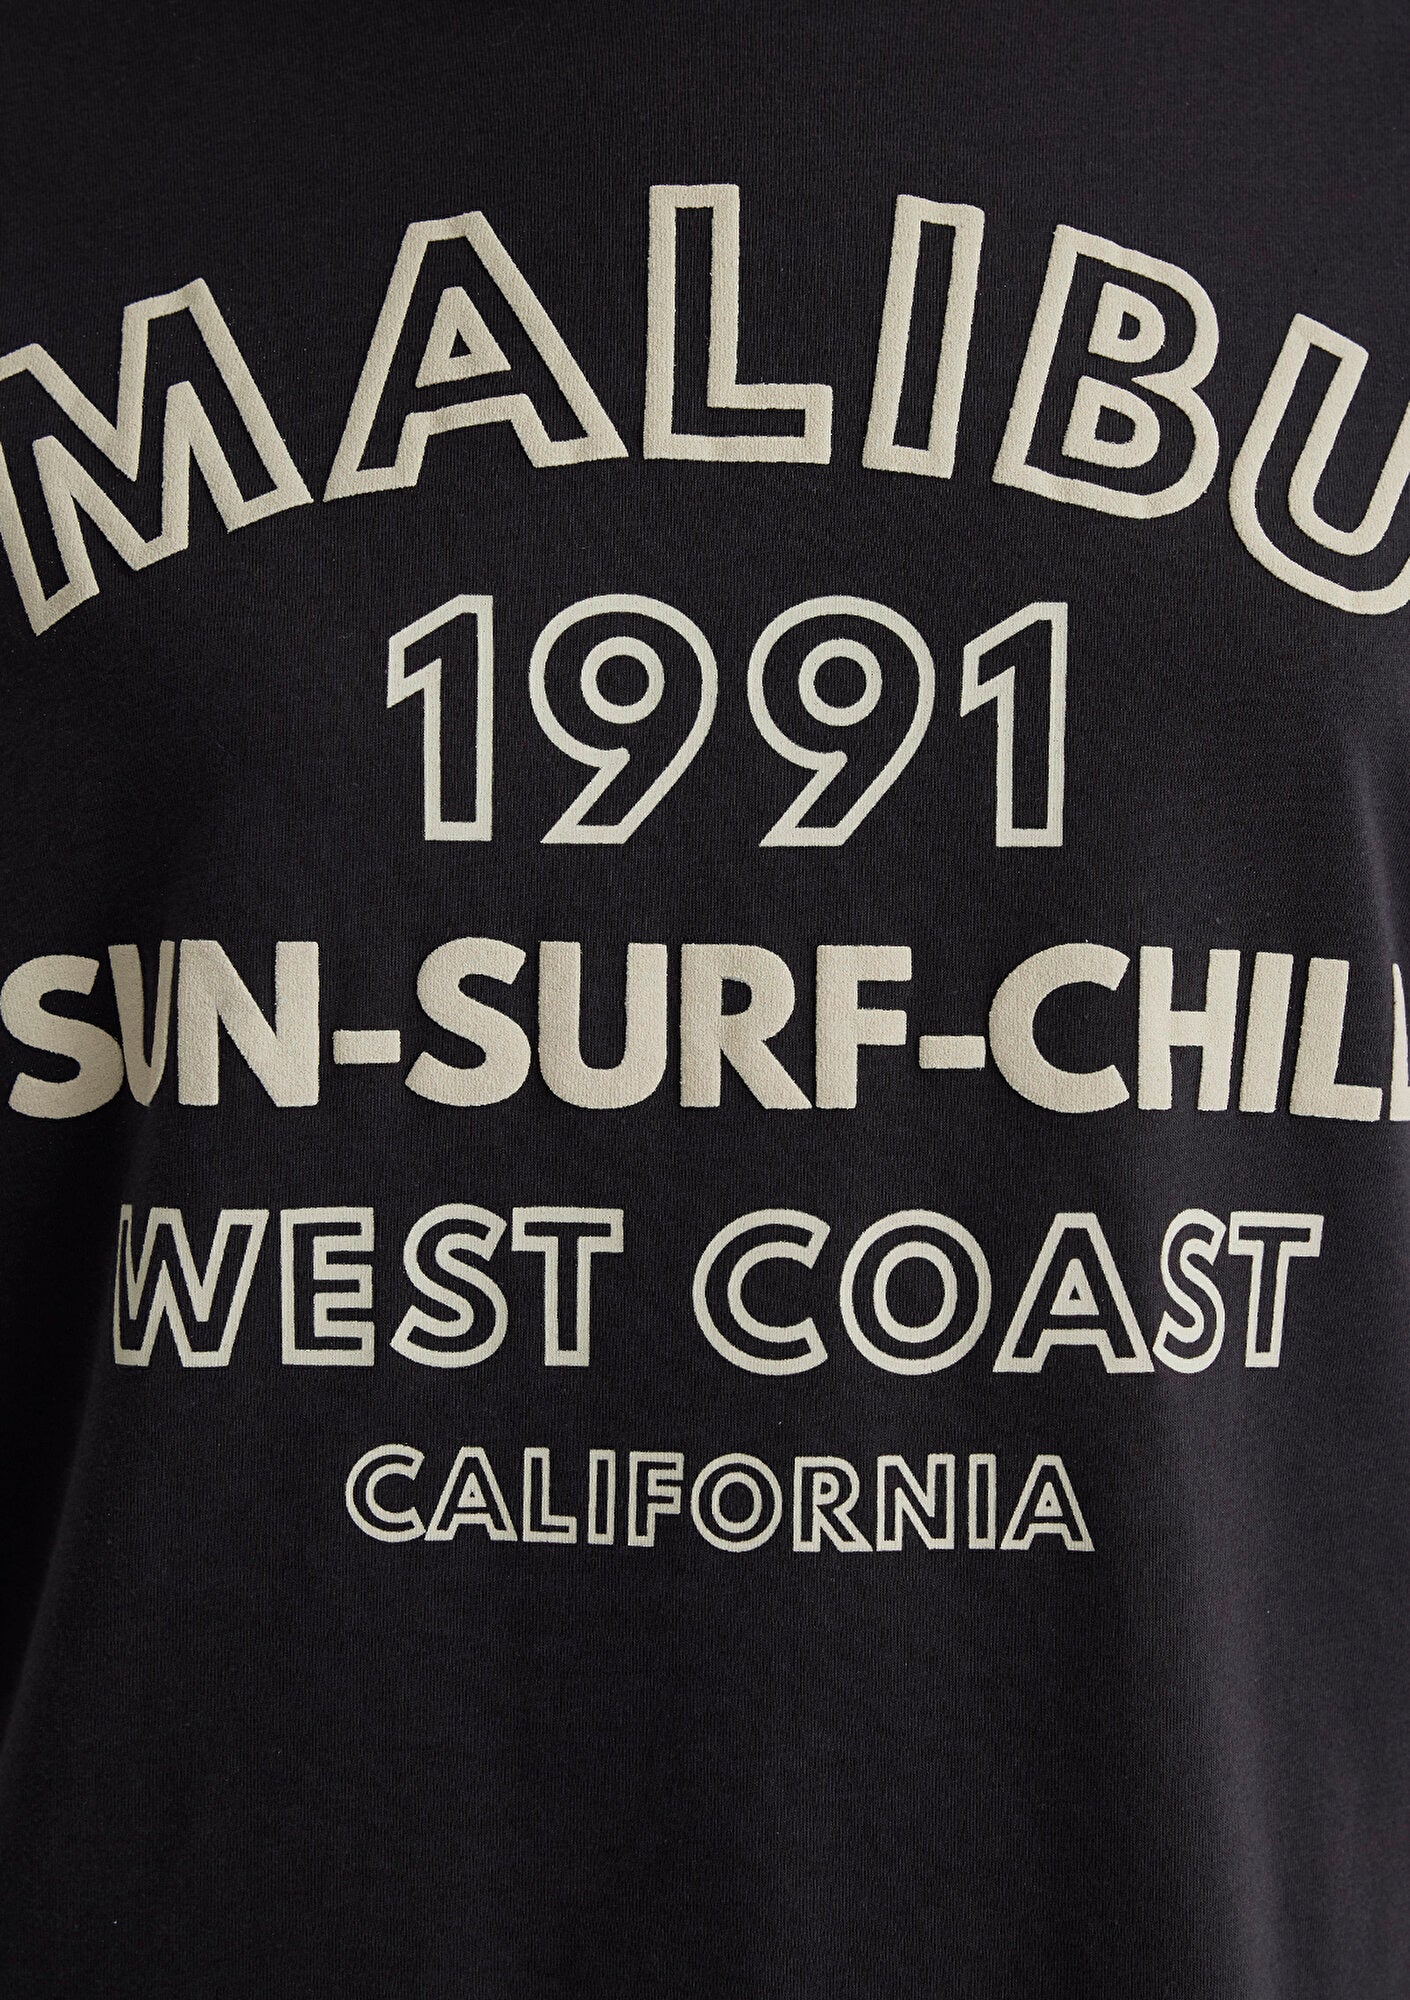 MALIBU
1991
SUN-SURF-CHILL
WEST COAST
CALIFORNIA